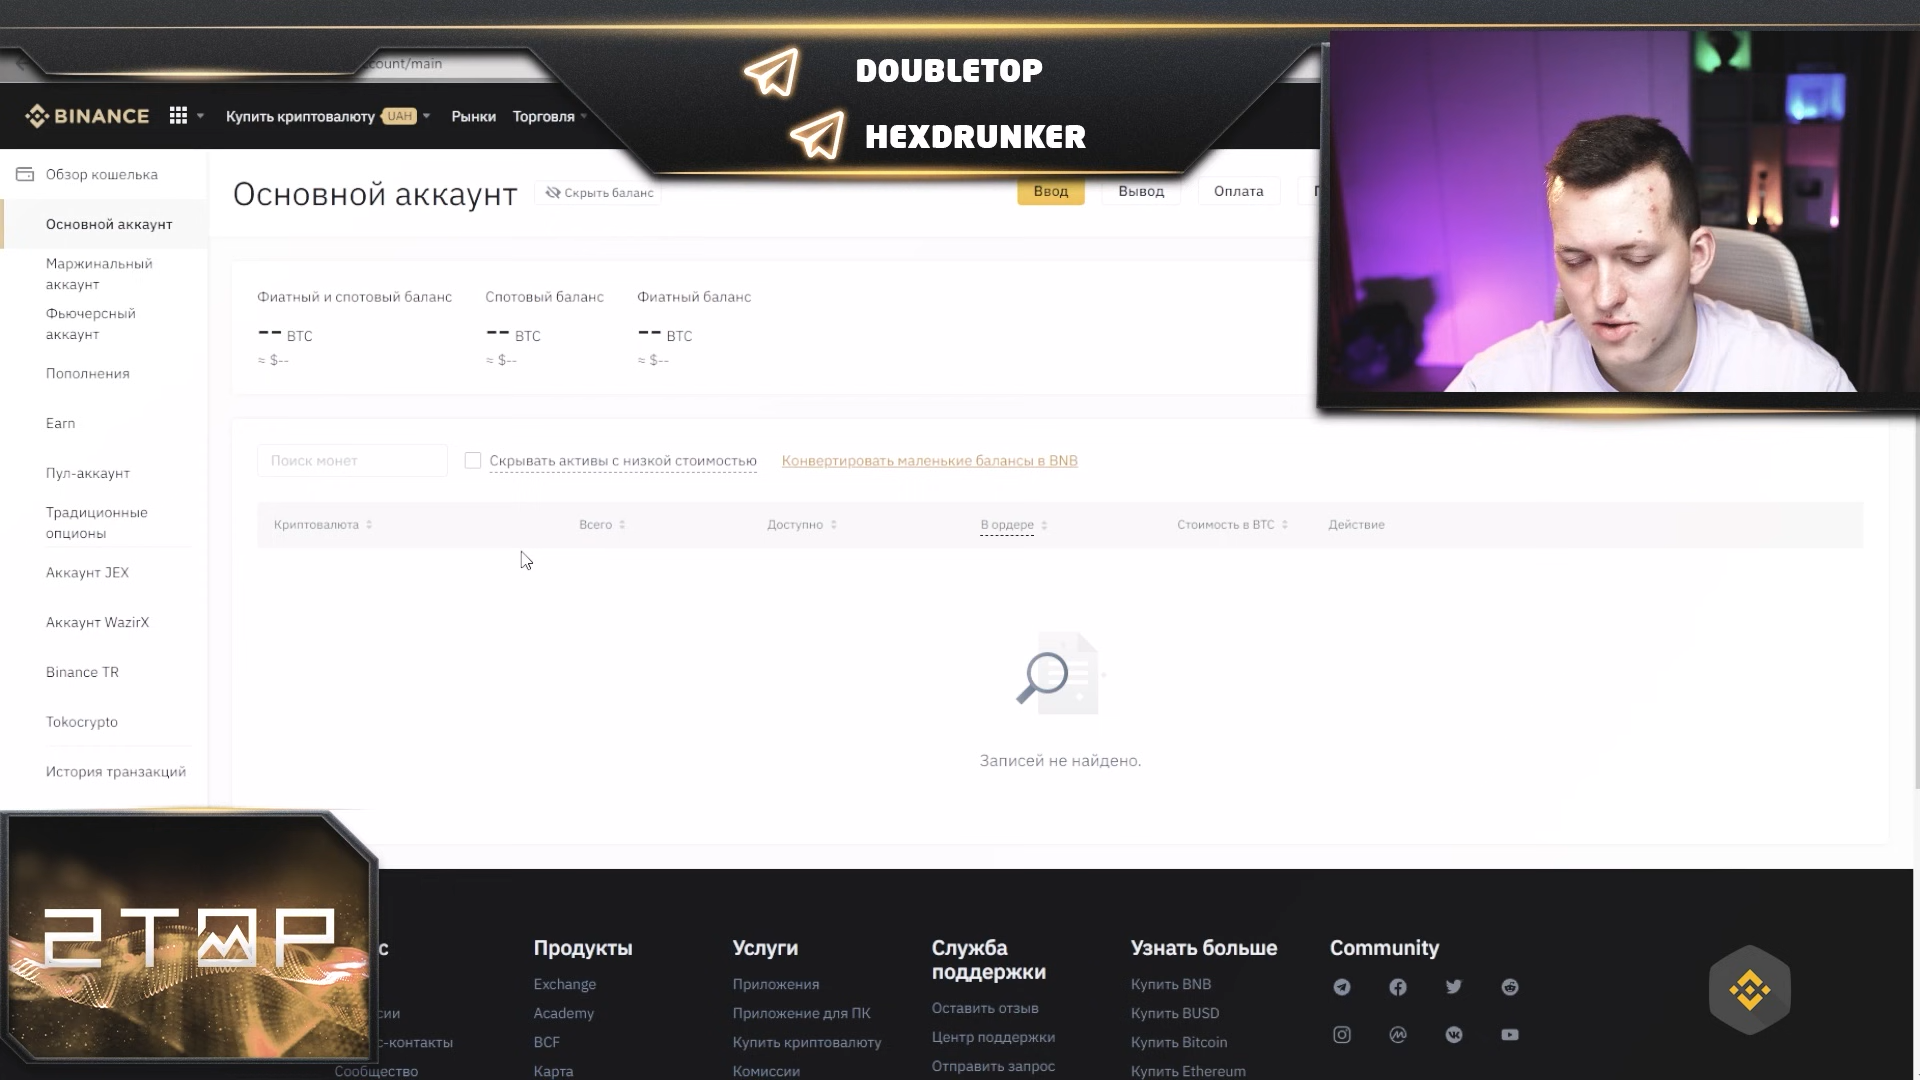 count/main
DOUBLETOP
HEXDRUNKER
BINANCE
Купить криптовалюту UAH
Рынки
Торговля
Обзор кошелька
Основной аккаунт
Маржинальный
аккаунт
Фьючерсный
аккаунт
Пополнения
Earn
Пул-аккаунт
Традиционные
опционы
Аккаунт JEX
Аккаунт WazirX
Binance TR
Tokocrypto
История транзакций
Основной аккаунт
Скрыть баланс
Ввод
Вывод
Оплата
Фиатный и спотовый баланс
-- BTC
≈ $--
Спотовый баланс
-- BTC
≈ $--
Фиатный баланс
-- BTC
≈ $--
Поиск монет
Скрывать активы с низкой стоимостью
Конвертировать маленькие балансы в BNB
Криптовалюта
Всего
Доступно
В ордере
Стоимость в BTC
Действие
Записей не найдено.
2TOP
с
сии
с-контакты
Сообщество
Продукты
Exchange
Academy
BCF
Карта
Услуги
Приложения
Приложение для ПК
Купить криптовалюту
Комиссии
Служба
поддержки
Оставить отзыв
Центр поддержки
Отправить запрос
Узнать больше
Купить BNB
Купить BUSD
Купить Bitcoin
Купить Ethereum
Community